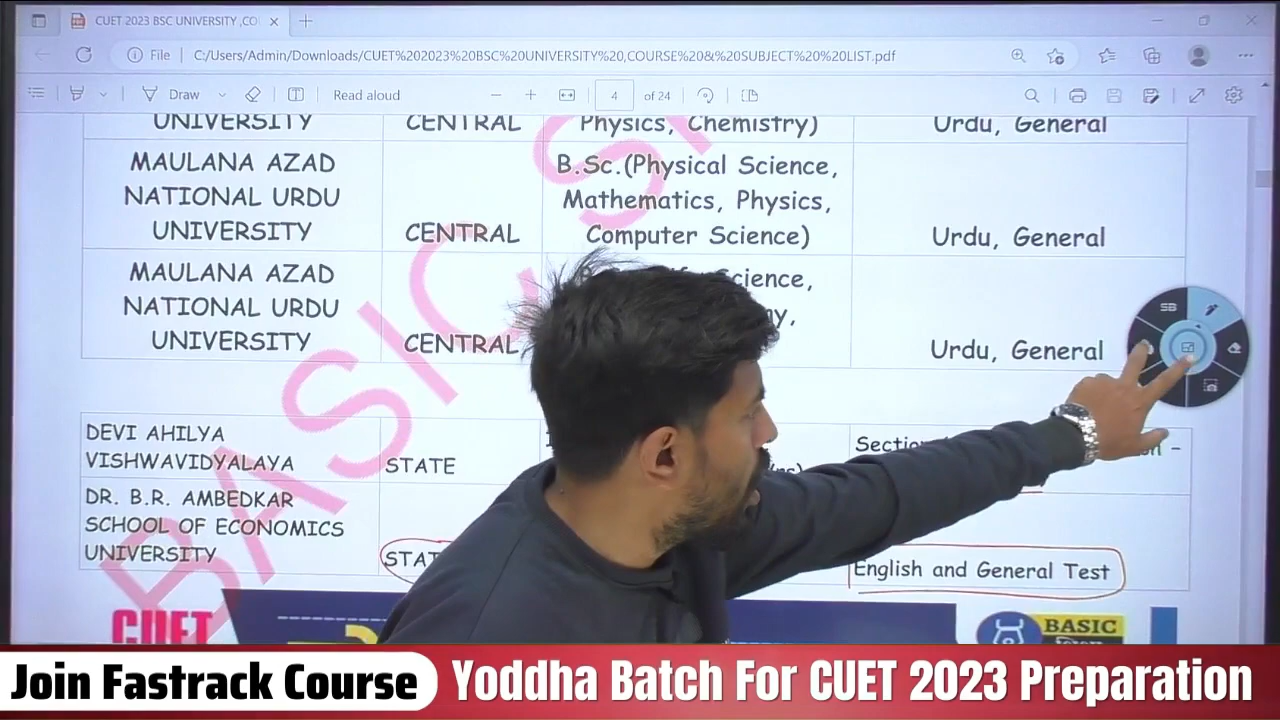 CUET 2023 BSC UNIVERSITY ,CO
File
C:/Users/Admin/Downloads/CUET%202023%20BSC%20UNIVERSITY%20,COURSE%20&%20SUBJECT%20%20LIST.pdf
Draw
Read aloud
4
of 24
UNIVERSITY
CENTRAL
Physics, Chemistry)
Urdu, General
MAULANA AZAD
NATIONAL URDU
UNIVERSITY
CENTRAL
B.Sc.(Physical Science,
Mathematics, Physics,
Computer Science)
Urdu, General
MAULANA AZAD
NATIONAL URDU
UNIVERSITY
CENTRAL
Science,
Urdu, General
SB
DEVI AHILYA
VISHWAVIDYALAYA
STATE
DR. B.R. AMBEDKAR
SCHOOL OF ECONOMICS
UNIVERSITY
English and General Test
BASIC
CUET
BASIC
Join Fastrack Course
Yoddha Batch For CUET 2023 Preparation